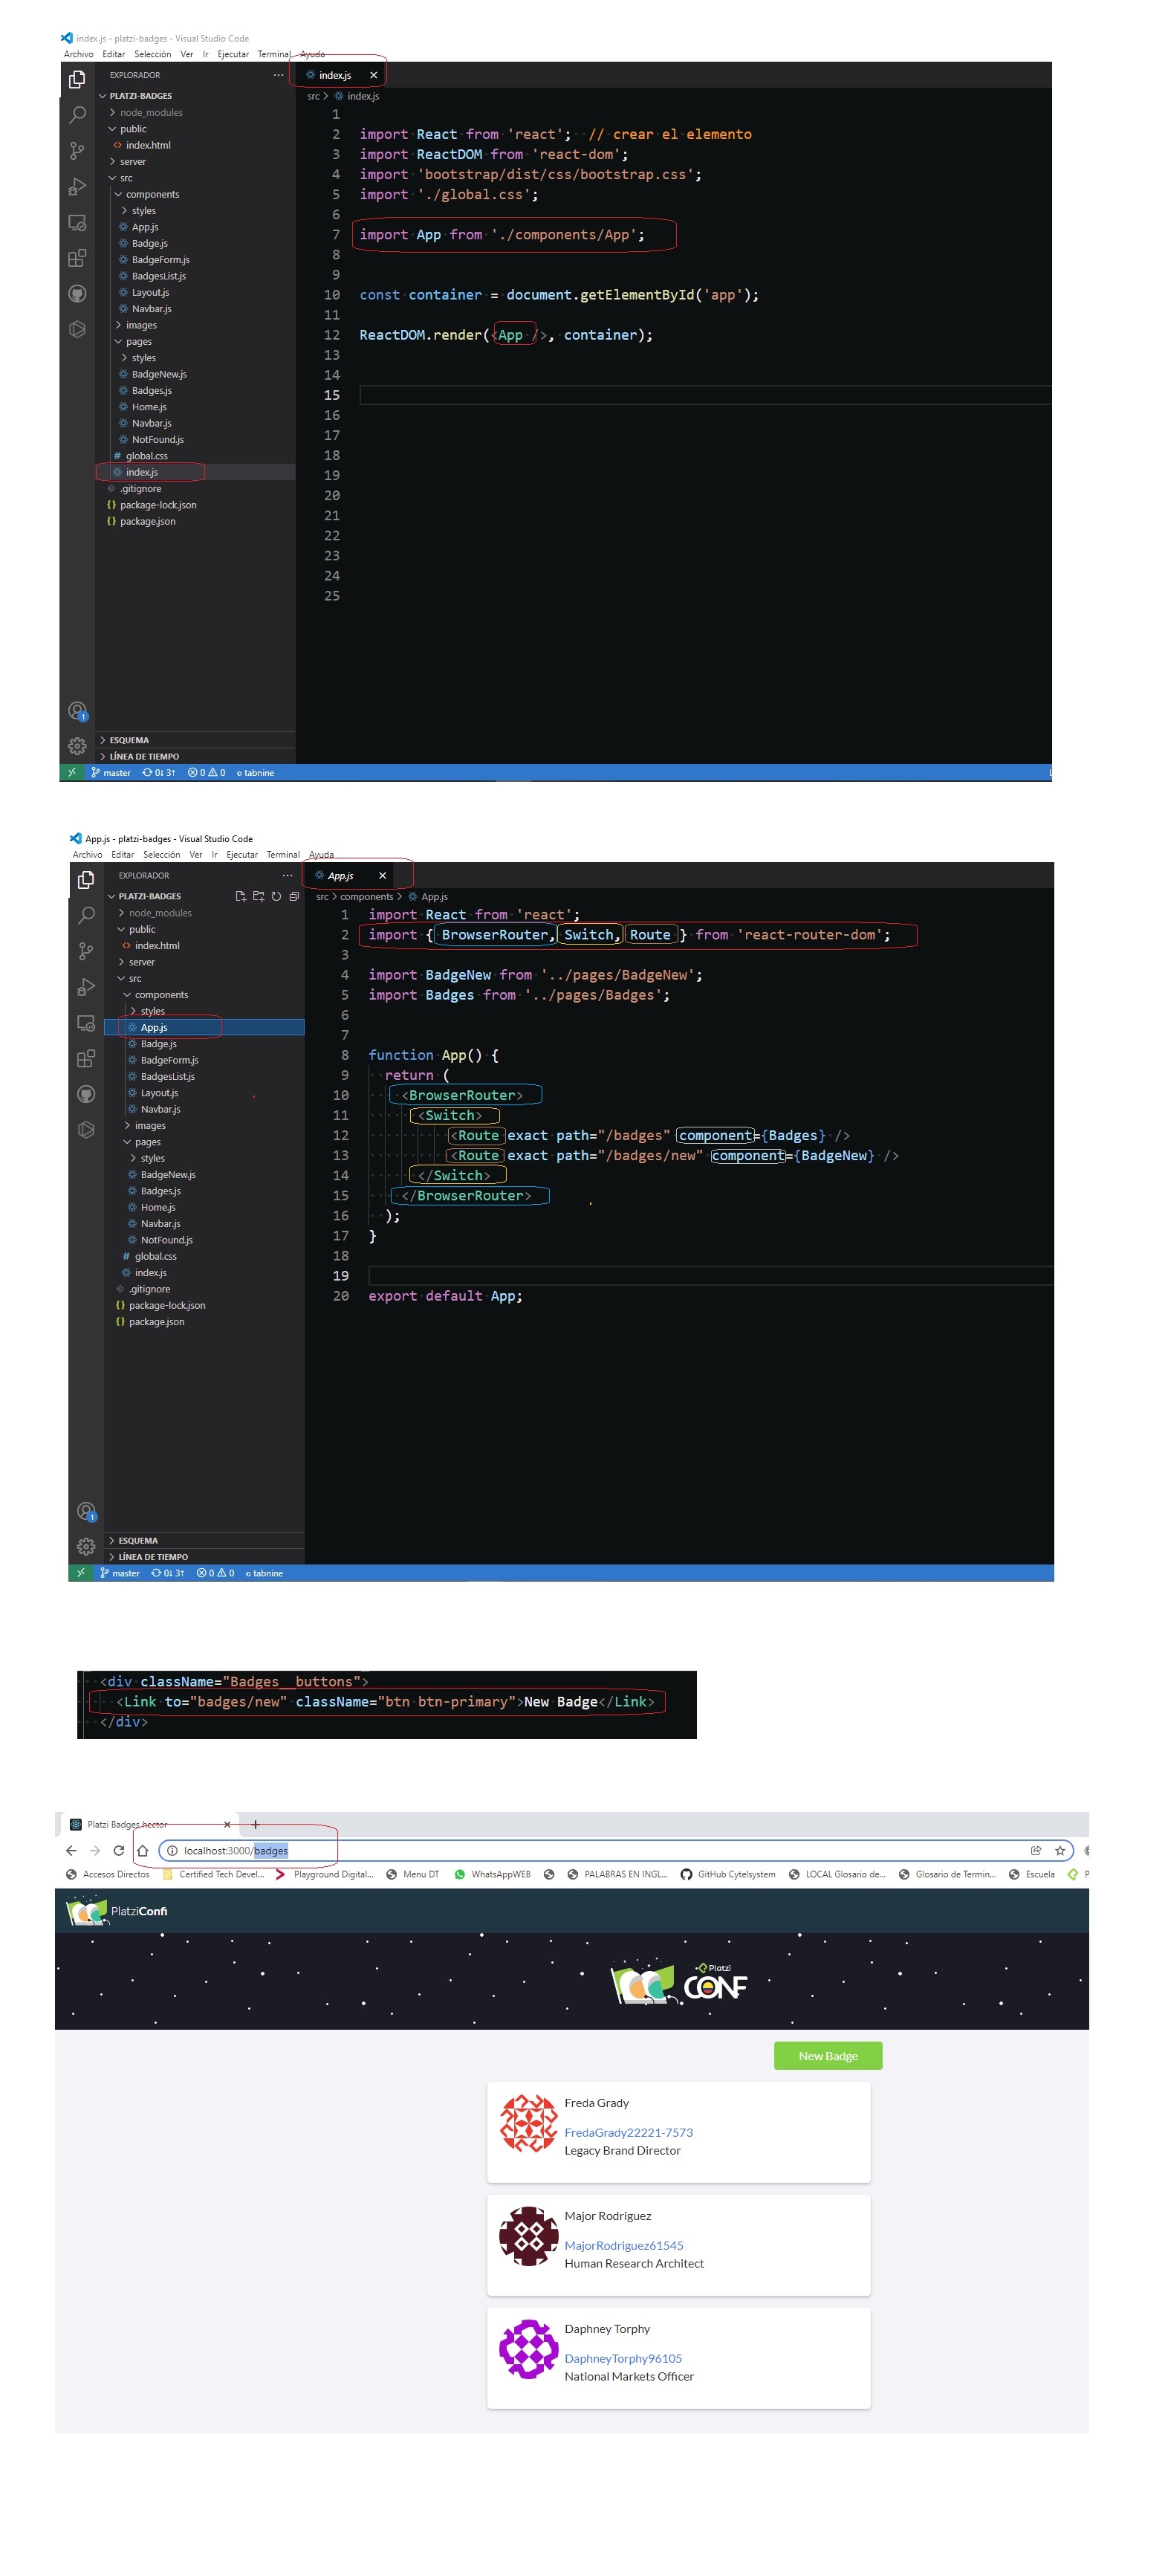 index.js - platzi-badges - Visual Studio Code
Archivo Editar Selección Ver Ir Ejecutar Terminal Ayuda
EXPLORADOR
PLATZI-BADGES
node_modules
public
index.html
server
src
components
styles
App.js
Badge.js
BadgeForm.js
BadgesList.js
Layout.js
Navbar.js
images
pages
styles
BadgeNew.js
Badges.js
Home.js
Navbar.js
NotFound.js
global.css
index.js
.gitignore
package-lock.json
package.json
ESQUEMA
LÍNEA DE TIEMPO
1
master 0↓ 3↑ 0 0 tabnine
index.js
src > index.js
1
2 import React from 'react'; // crear el elemento
3 import ReactDOM from 'react-dom';
4 import 'bootstrap/dist/css/bootstrap.css';
5 import './global.css';
6
7 import App from './components/App';
8
9
10 const container = document.getElementById('app');
11
12 ReactDOM.render(<App />, container);
13
14
15
16
17
18
19
20
21
22
23
24
25
App.js - platzi-badges - Visual Studio Code
Archivo Editar Selección Ver Ir Ejecutar Terminal Ayuda
EXPLORADOR
PLATZI-BADGES
node_modules
public
index.html
server
src
components
styles
App.js
Badge.js
BadgeForm.js
BadgesList.js
Layout.js
Navbar.js
images
pages
styles
BadgeNew.js
Badges.js
Home.js
Navbar.js
NotFound.js
global.css
index.js
.gitignore
package-lock.json
package.json
ESQUEMA
LÍNEA DE TIEMPO
1
master 0↓ 3↑ 0 0 tabnine
App.js
src > components > App.js
1 import React from 'react';
2 import { BrowserRouter, Switch, Route } from 'react-router-dom';
3
4 import BadgeNew from '../pages/BadgeNew';
5 import Badges from '../pages/Badges';
6
7
8 function App() {
9 return (
10 <BrowserRouter>
11 <Switch>
12 <Route exact path="/badges" component={Badges} />
13 <Route exact path="/badges/new" component={BadgeNew} />
14 </Switch>
15 </BrowserRouter>
16 );
17 }
18
19
20 export default App;
<div className="Badges__buttons">
<Link to="badges/new" className="btn btn-primary">New Badge</Link>
</div>
Platzi Badges hector
localhost:3000/badges
Accesos Directos Certified Tech Devel... Playground Digital... Menu DT WhatsAppWEB PALABRAS EN INGL... GitHub Cytelsystem LOCAL Glosario de... Glosario de Termin... Escuela P
PlatziConfi
Platzi
CONF
New Badge
Freda Grady
FredaGrady22221-7573
Legacy Brand Director
Major Rodriguez
MajorRodriguez61545
Human Research Architect
Daphney Torphy
DaphneyTorphy96105
National Markets Officer